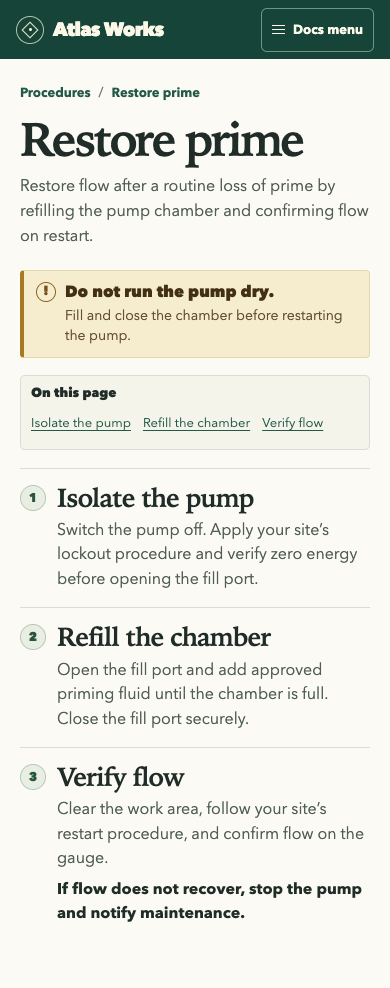 Atlas Works
Docs menu
Procedures / Restore prime
Restore prime
Restore flow after a routine loss of prime by
refilling the pump chamber and confirming flow
on restart.
!
Do not run the pump dry.
Fill and close the chamber before restarting
the pump.
On this page
Isolate the pump Refill the chamber Verify flow
1 Isolate the pump
Switch the pump off. Apply your site’s
lockout procedure and verify zero energy
before opening the fill port.
2 Refill the chamber
Open the fill port and add approved
priming fluid until the chamber is full.
Close the fill port securely.
3 Verify flow
Clear the work area, follow your site’s
restart procedure, and confirm flow on the
gauge.
If flow does not recover, stop the pump
and notify maintenance.